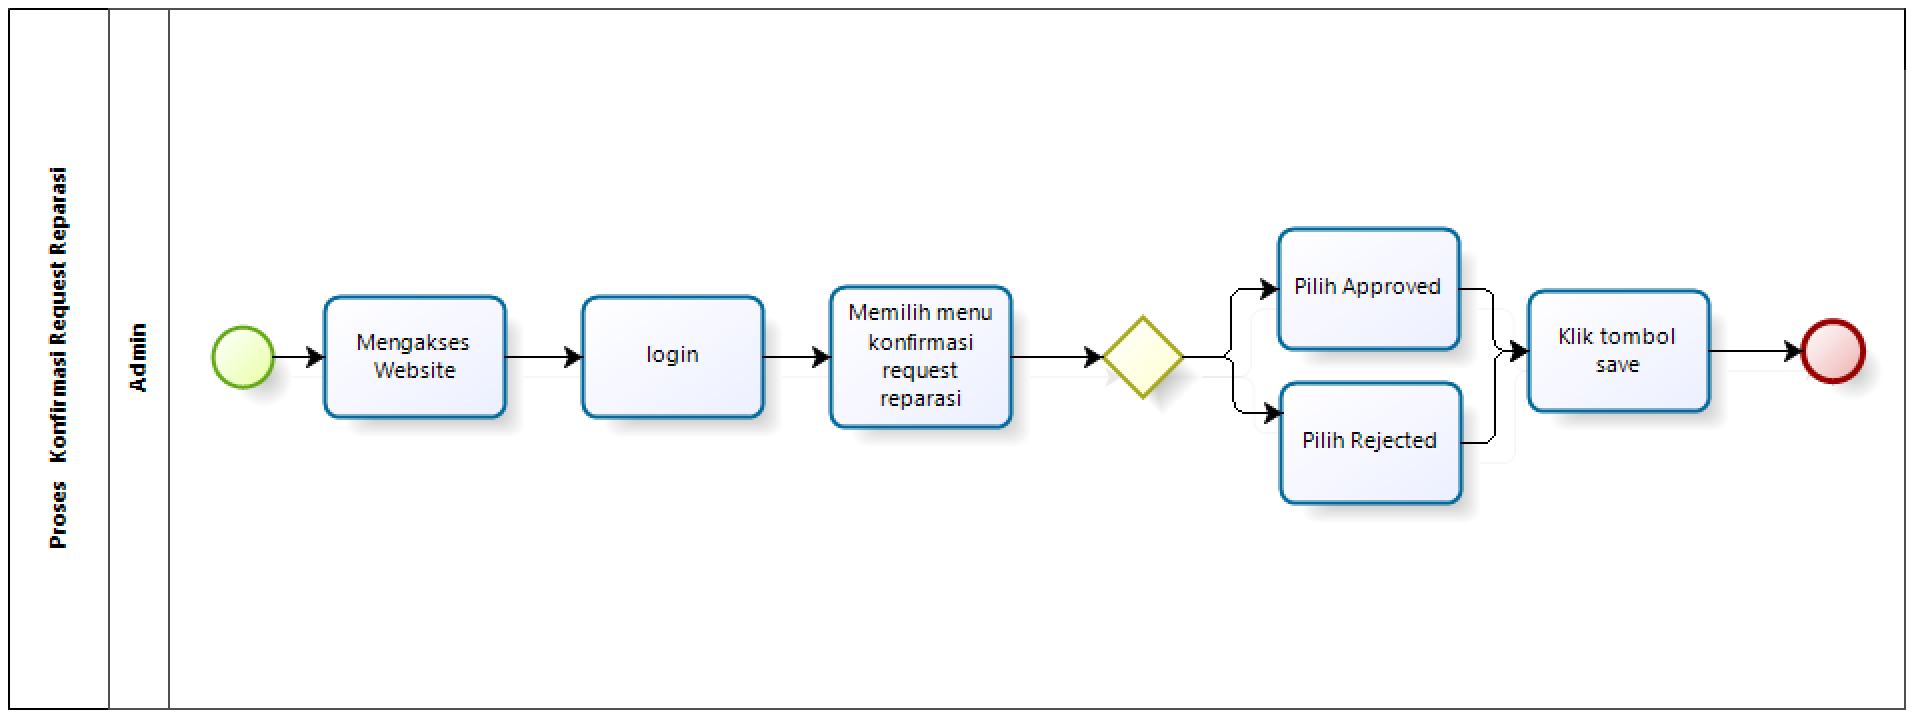 Proses Konfirmasi Request Reparasi
Admin
Mengakses
Website
login
Memilih menu
konfirmasi
request
reparasi
Pilih Approved
Pilih Rejected
Klik tombol
save